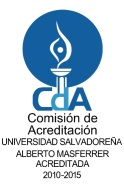 CdA
Comisión de
Acreditación
UNIVERSIDAD SALVADOREÑA
ALBERTO MASFERRER
ACREDITADA
2010-2015